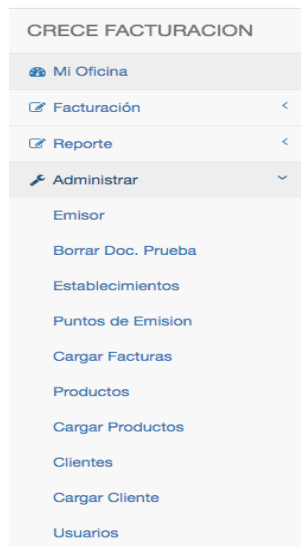 CRECE FACTURACION
Mi Oficina
Facturación
Reporte
Administrar
Emisor
Borrar Doc. Prueba
Establecimientos
Puntos de Emision
Cargar Facturas
Productos
Cargar Productos
Clientes
Cargar Cliente
Usuarios